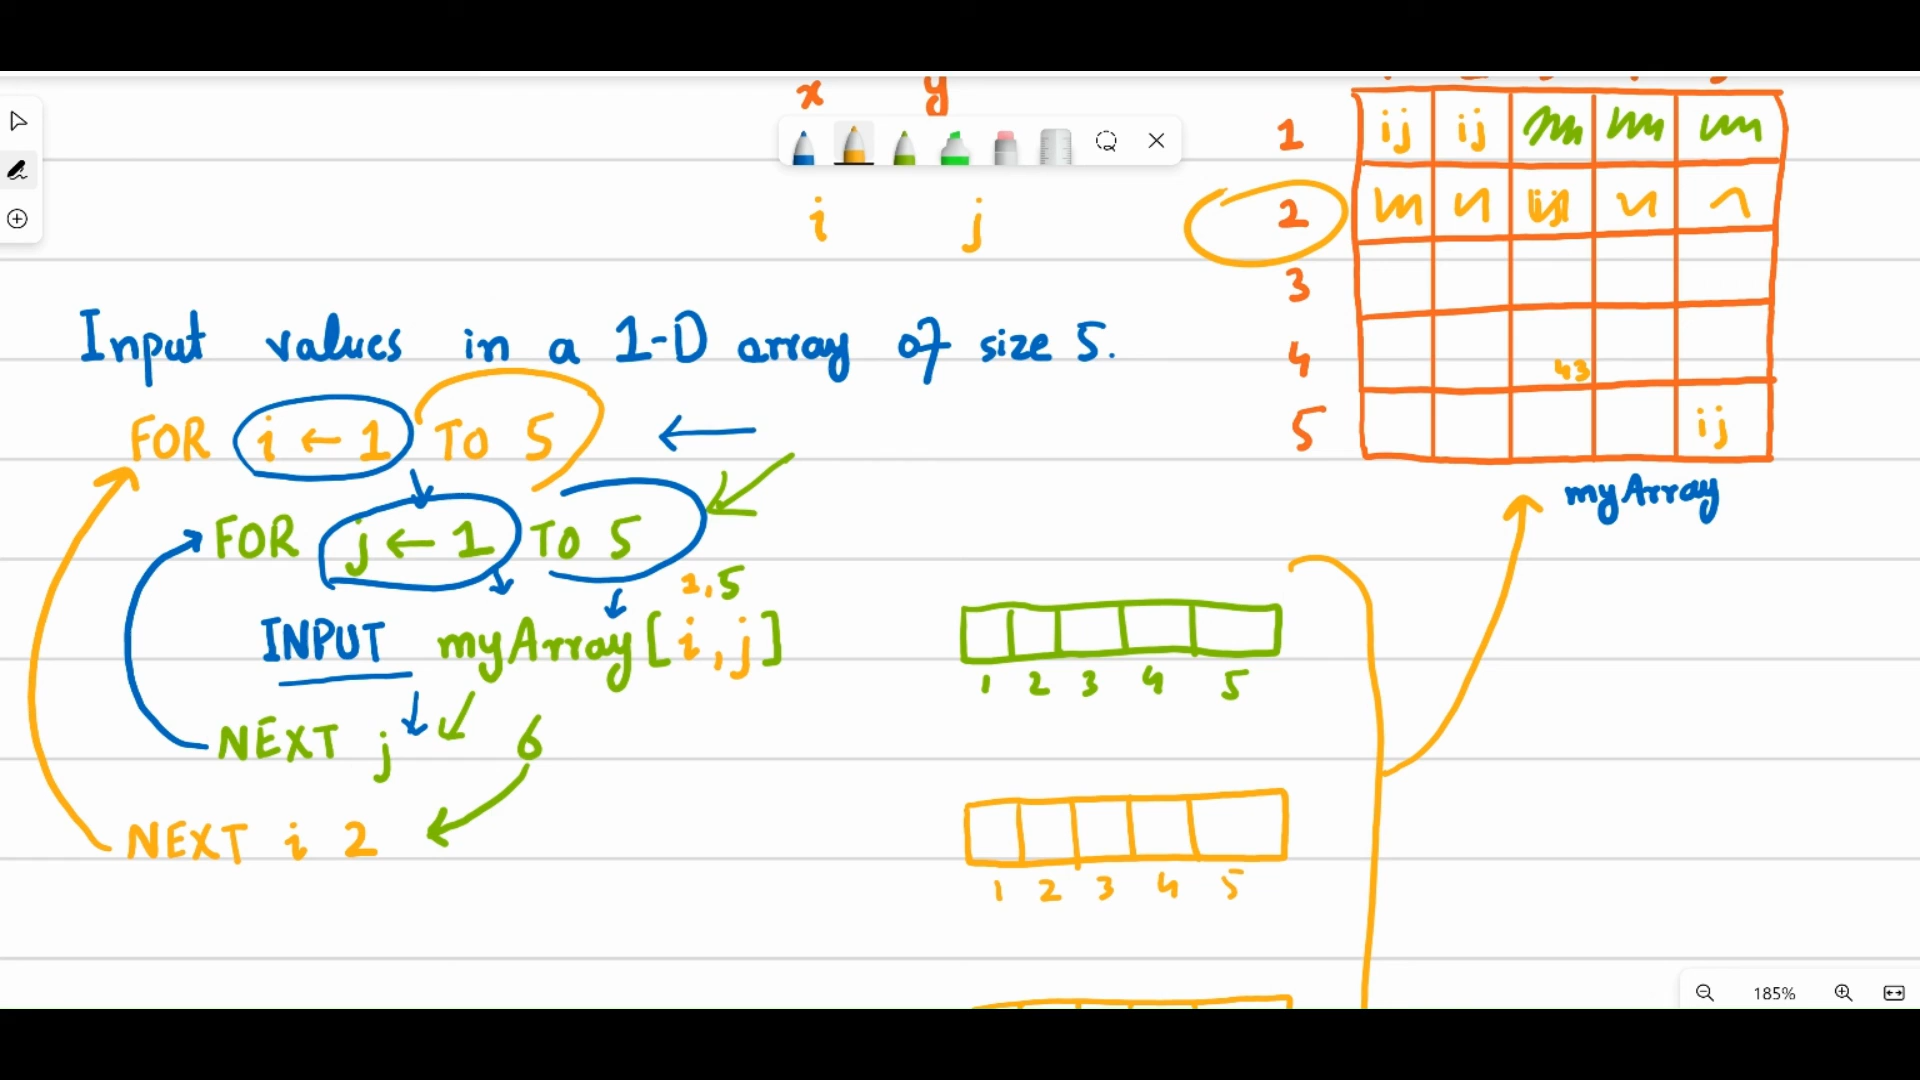 x y
i j
Input values in a 1-D array of size 5.
FOR i ← 1 TO 5
FOR j ← 1 TO 5
1,5
INPUT myArray[i,j]
NEXT j 6
NEXT i 2
1 ij ij
2
3
4 43
5 ij
myArray
1 2 3 4 5
1 2 3 4 5
185%